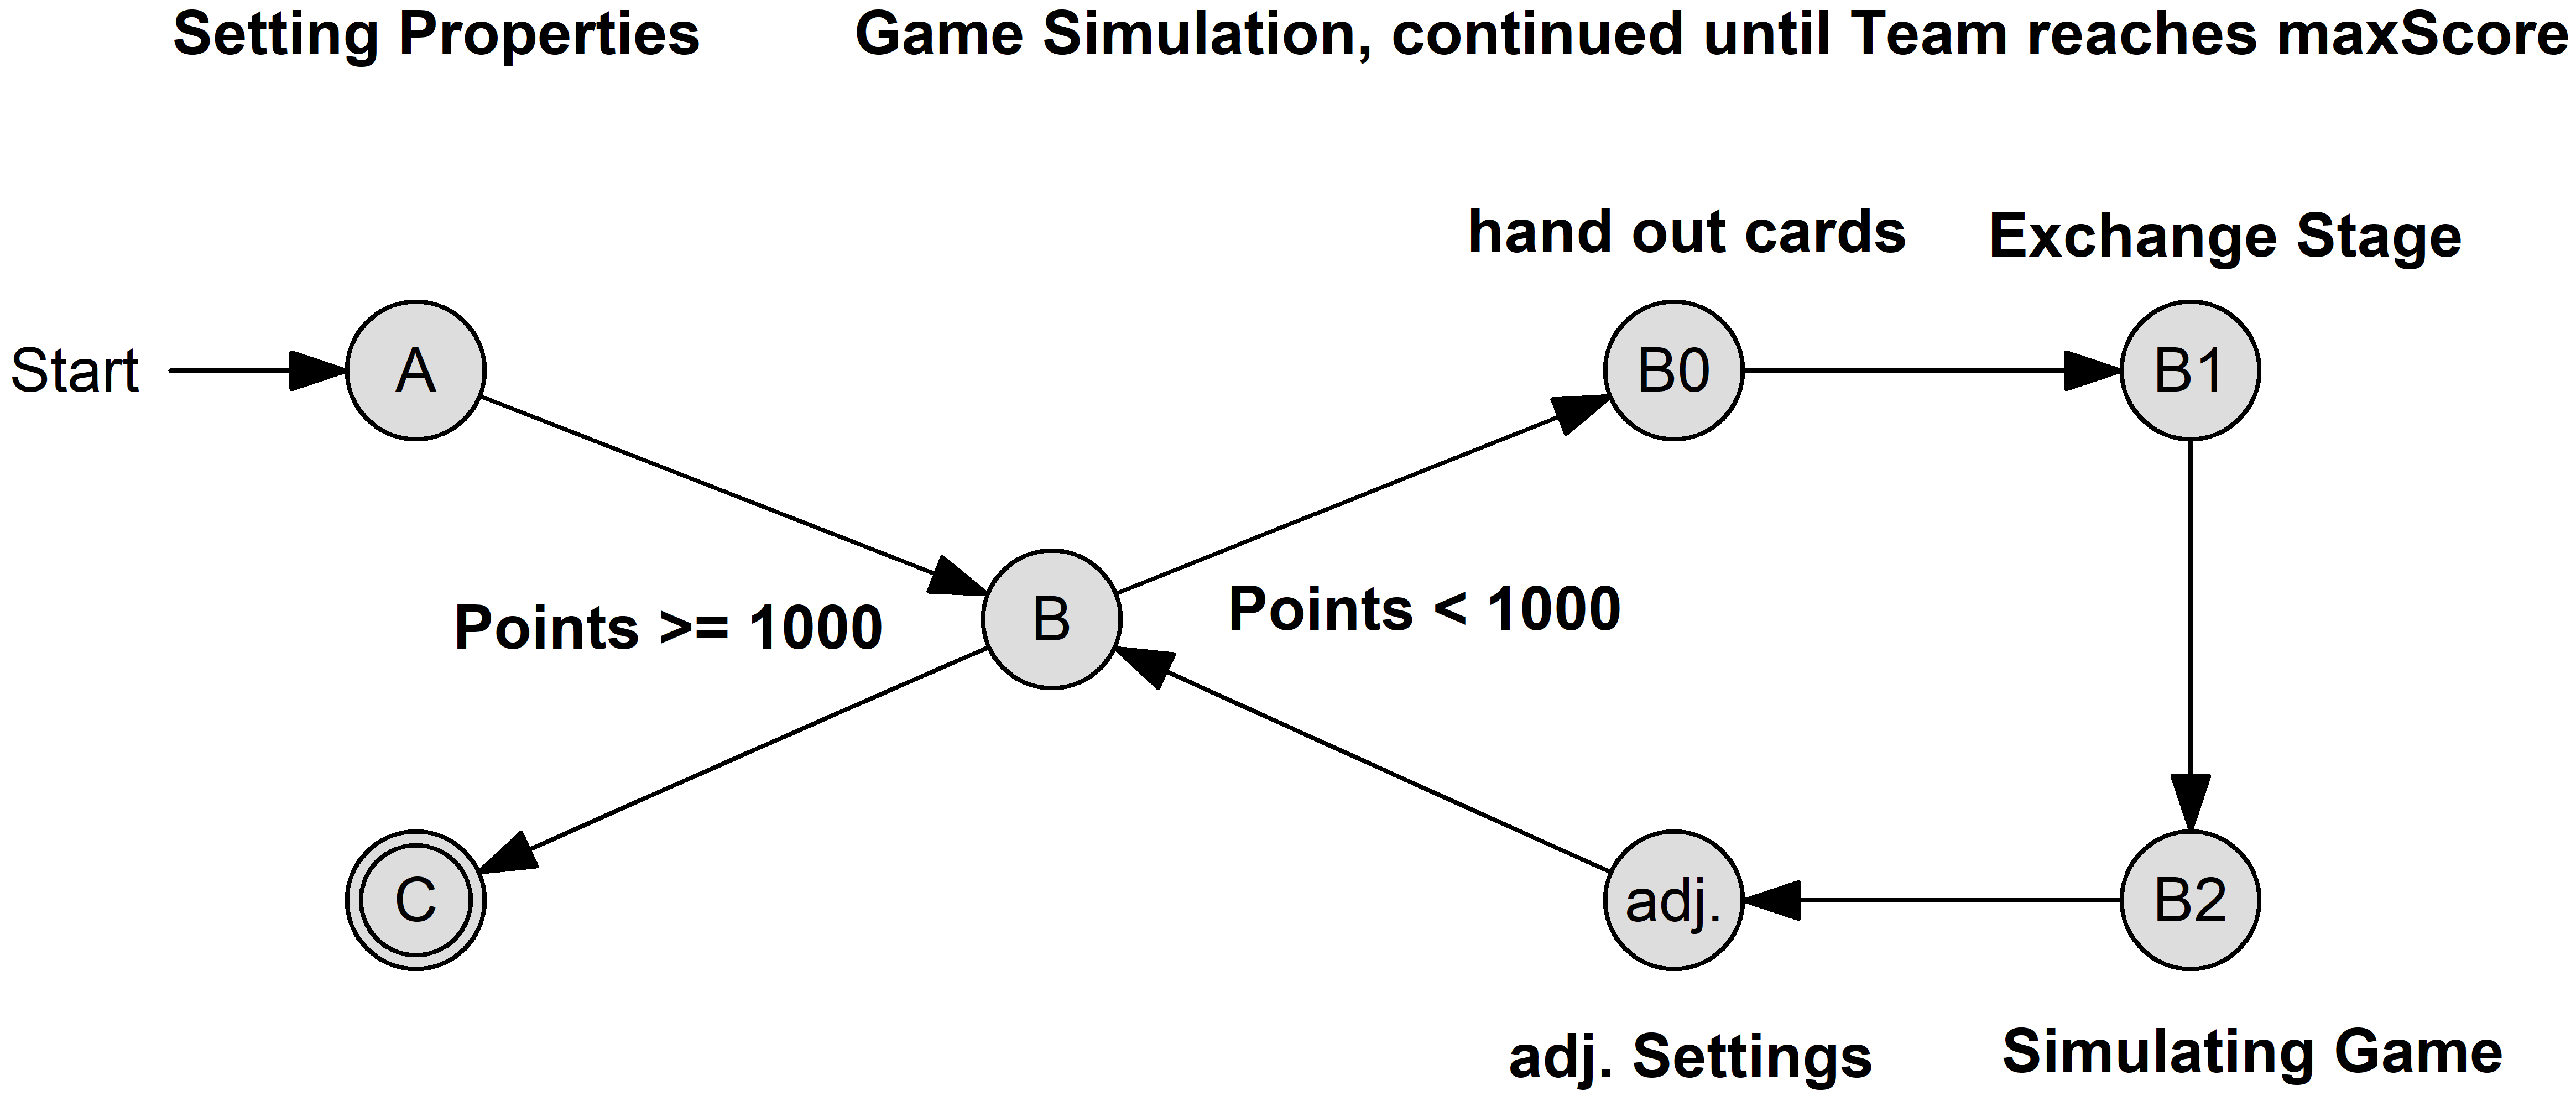 Setting Properties
Game Simulation, continued until Team reaches maxScore
hand out cards
Exchange Stage
Start
A
B0
B1
Points >= 1000
B
Points < 1000
C
adj.
B2
adj. Settings
Simulating Game